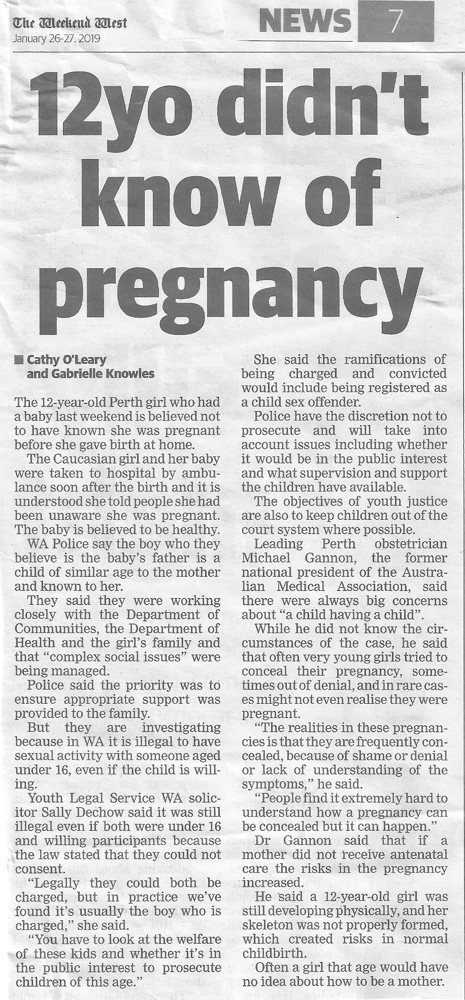 The Weekend West
January 26-27, 2019
NEWS 7
12yo didn't
know of
pregnancy
■ Cathy O'Leary
and Gabrielle Knowles
The 12-year-old Perth girl who had
a baby last weekend is believed not
to have known she was pregnant
before she gave birth at home.
The Caucasian girl and her baby
were taken to hospital by ambu-
lance soon after the birth and it is
understood she told people she had
been unaware she was pregnant.
The baby is believed to be healthy.
WA Police say the boy who they
believe is the baby's father is a
child of similar age to the mother
and known to her.
They said they were working
closely with the Department of
Communities, the Department of
Health and the girl's family and
that “complex social issues” were
being managed.
Police said the priority was to
ensure appropriate support was
provided to the family.
But they are investigating
because in WA it is illegal to have
sexual activity with someone aged
under 16, even if the child is will-
ing.
Youth Legal Service WA solic-
itor Sally Dechow said it was still
illegal even if both were under 16
and willing participants because
the law stated that they could not
consent.
“Legally they could both be
charged, but in practice we've
found it's usually the boy who is
charged,” she said.
“You have to look at the welfare
of these kids and whether it's in
the public interest to prosecute
children of this age.”
She said the ramifications of
being charged and convicted
would include being registered as
a child sex offender.
Police have the discretion not to
prosecute and will take into
account issues including whether
it would be in the public interest
and what supervision and support
the children have available.
The objectives of youth justice
are also to keep children out of the
court system where possible.
Leading Perth obstetrician
Michael Gannon, the former
national president of the Austra-
lian Medical Association, said
there were always big concerns
about “a child having a child”.
While he did not know the cir-
cumstances of the case, he said
that often very young girls tried to
conceal their pregnancy, some-
times out of denial, and in rare cas-
es might not even realise they were
pregnant.
“The realities in these pregnan-
cies is that they are frequently con-
cealed, because of shame or denial
or lack of understanding of the
symptoms,” he said.
“People find it extremely hard to
understand how a pregnancy can
be concealed but it can happen.”
Dr Gannon said that if a
mother did not receive antenatal
care the risks in the pregnancy
increased.
He said a 12-year-old girl was
still developing physically, and her
skeleton was not properly formed,
which created risks in normal
childbirth.
Often a girl that age would have
no idea about how to be a mother.